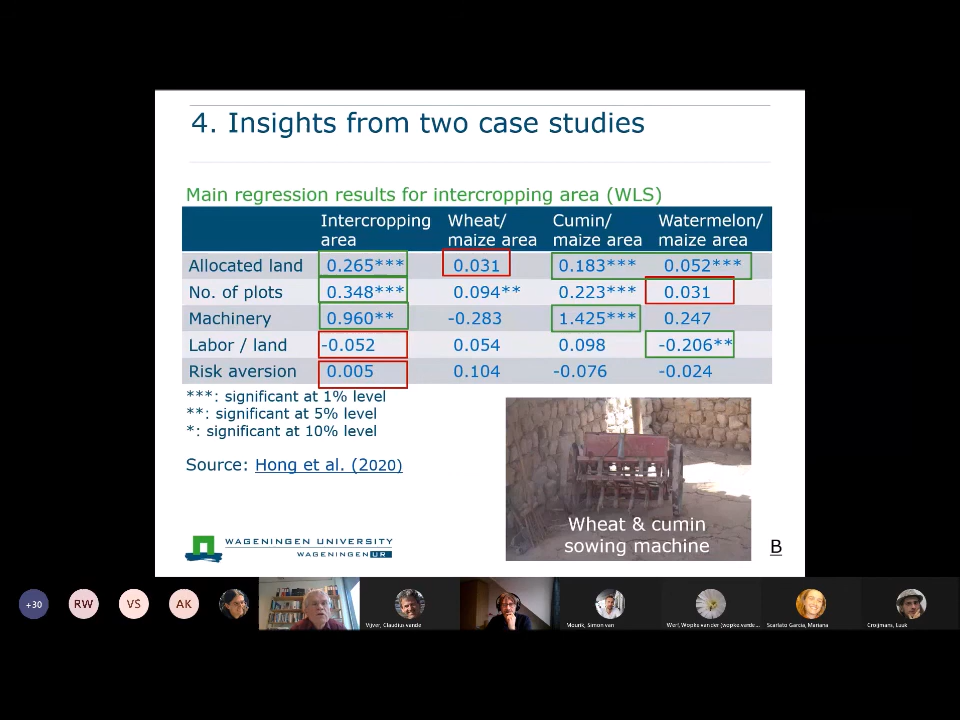 4. Insights from two case studies
Main regression results for intercropping area (WLS)
Intercropping area Wheat/ maize area Cumin/ maize area Watermelon/ maize area
Allocated land 0.265*** 0.031 0.183*** 0.052***
No. of plots 0.348*** 0.094** 0.223*** 0.031
Machinery 0.960** -0.283 1.425*** 0.247
Labor / land -0.052 0.054 0.098 -0.206**
Risk aversion 0.005 0.104 -0.076 -0.024
***: significant at 1% level
**: significant at 5% level
*: significant at 10% level
Source: Hong et al. (2020)
Wheat & cumin
sowing machine
WAGENINGEN UNIVERSITY
WAGENINGEN UR
B
+30 RW VS AK
Vijver, Claudius vande
Mourik, Simon van
Werf, Wopke van der (wopke.vande...
Scarlato Garcia, Mariana
Croijmans, Luuk